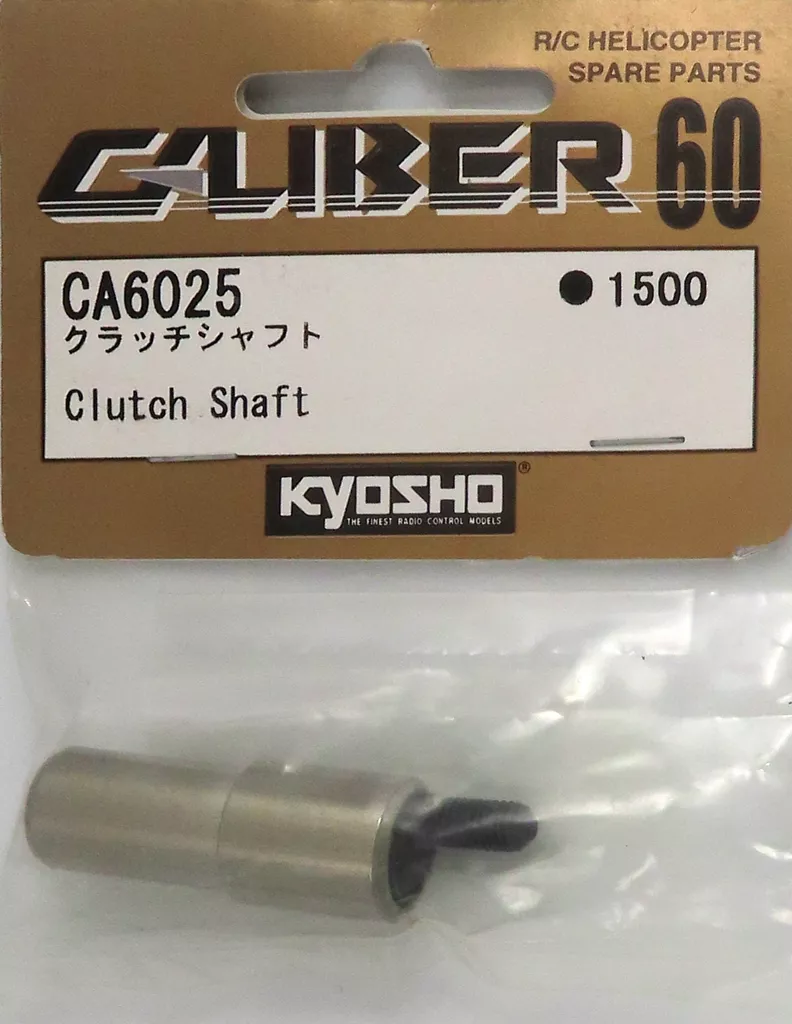 R/C HELICOPTER
SPARE PARTS
CALIBER 60
CA6025
● 1500
クラッチシャフト
Clutch Shaft
KYOSHO®
THE FINEST RADIO CONTROL MODELS